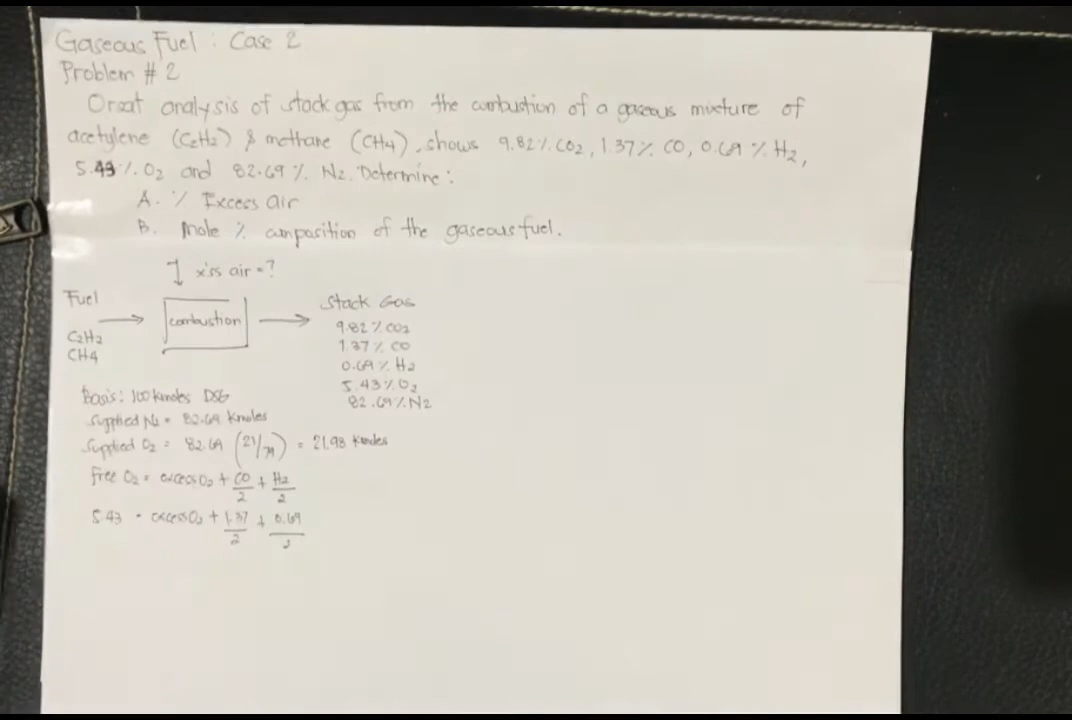 Gaseous Fuel : Case 2
Problem # 2
Orsat analysis of stack gas from the combustion of a gaseous mixture of
acetylene (C2H2) & methane (CH4), shows 9.82% CO2, 1.37% CO, 0.69% H2,
5.43% O2 and 82.69% N2. Determine:
A. % Excess air
B. Mole % composition of the gaseous fuel.
x'ss air = ?
Fuel
C2H2
CH4
combustion
Stack Gas
9.82% CO2
1.37% CO
0.69% H2
5.43% O2
82.69% N2
Basis: 100 kmoles DSG
Supplied N2 = 82.69 Kmoles
Supplied O2 = 82.69 (21/79) = 21.98 Kmoles
Free O2 = excess O2 + CO/2 + H2/2
5.43 = excess O2 + 1.37/2 + 0.69/2